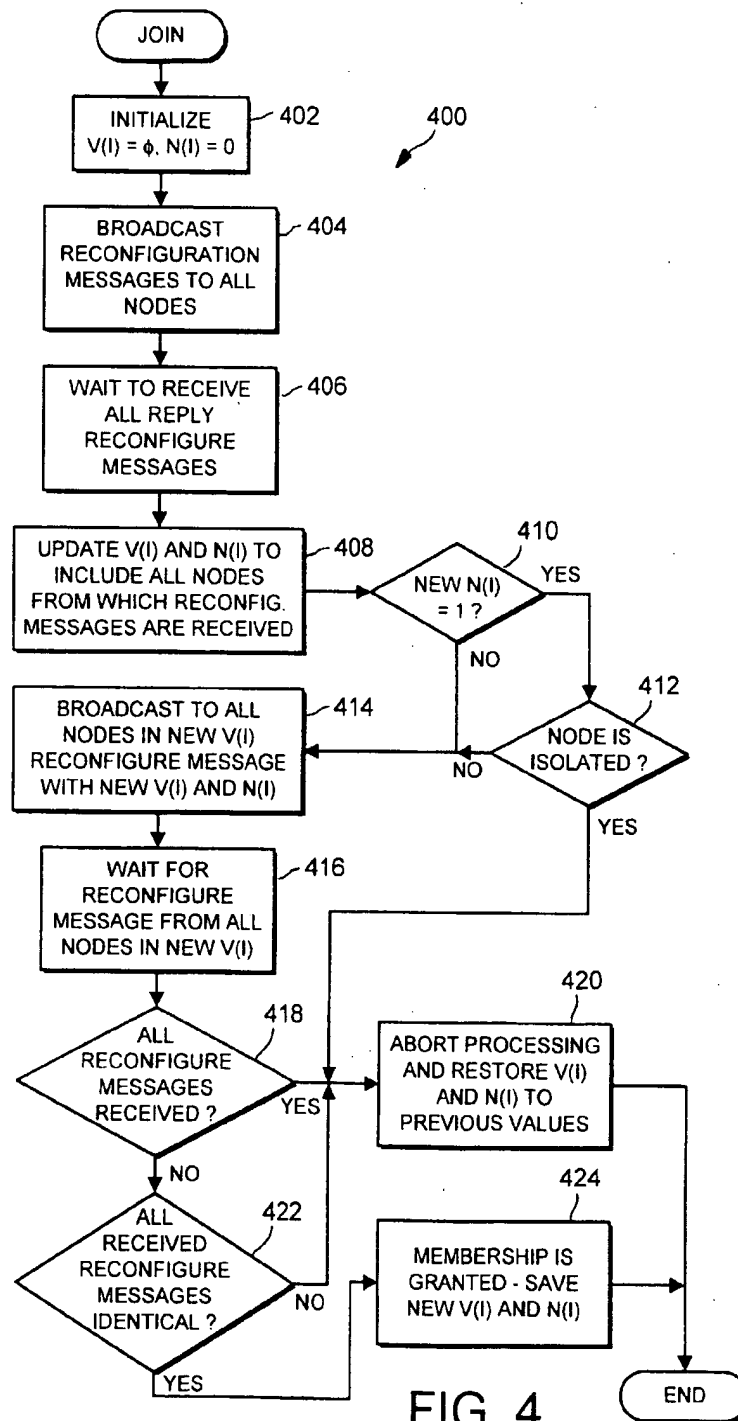 JOIN
INITIALIZE
V(I) = ϕ, N(I) = 0
402
400
BROADCAST
RECONFIGURATION
MESSAGES TO ALL
NODES
404
WAIT TO RECEIVE
ALL REPLY
RECONFIGURE
MESSAGES
406
UPDATE V(I) AND N(I) TO
INCLUDE ALL NODES
FROM WHICH RECONFIG.
MESSAGES ARE RECEIVED
408
410
NEW N(I)
= 1 ?
YES
NO
412
NODE IS
ISOLATED ?
NO
YES
BROADCAST TO ALL
NODES IN NEW V(I)
RECONFIGURE MESSAGE
WITH NEW V(I) AND N(I)
414
WAIT FOR
RECONFIGURE
MESSAGE FROM ALL
NODES IN NEW V(I)
416
418
ALL
RECONFIGURE
MESSAGES
RECEIVED ?
YES
NO
420
ABORT PROCESSING
AND RESTORE V(I)
AND N(I) TO
PREVIOUS VALUES
422
ALL
RECEIVED
RECONFIGURE
MESSAGES
IDENTICAL ?
NO
YES
424
MEMBERSHIP IS
GRANTED - SAVE
NEW V(I) AND N(I)
END
FIG. 4